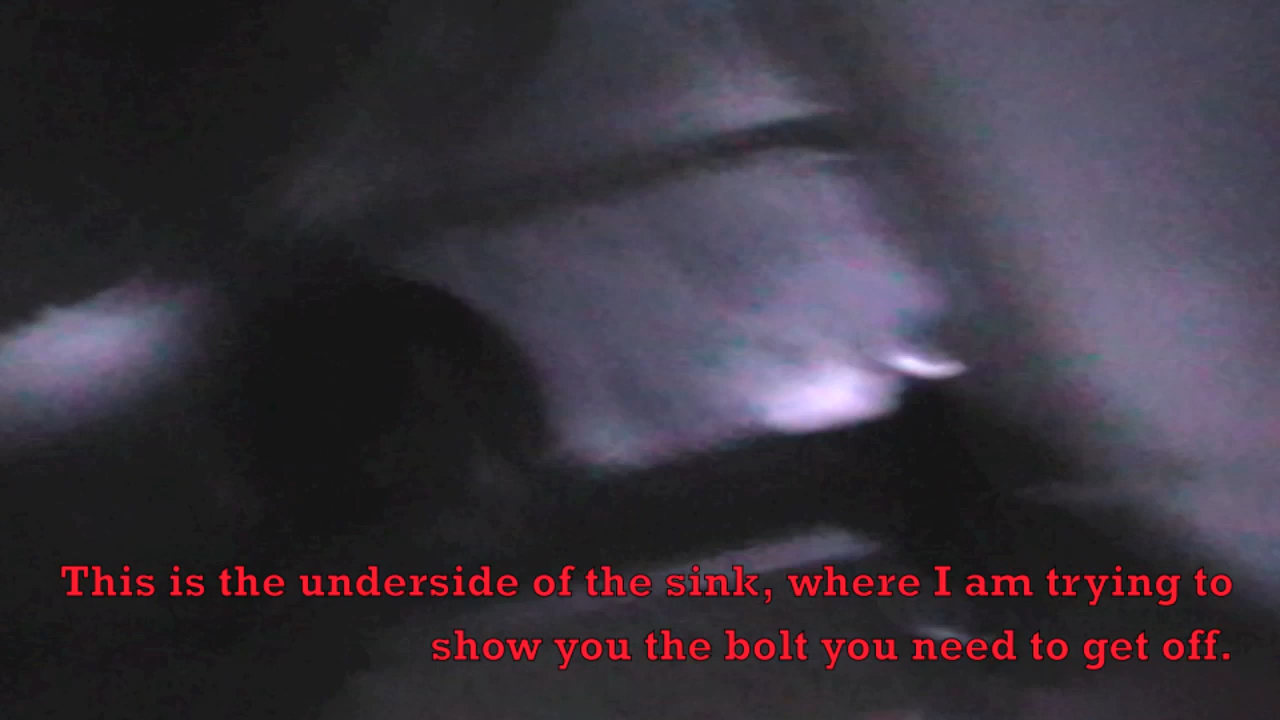 This is the underside of the sink, where I am trying to
show you the bolt you need to get off.